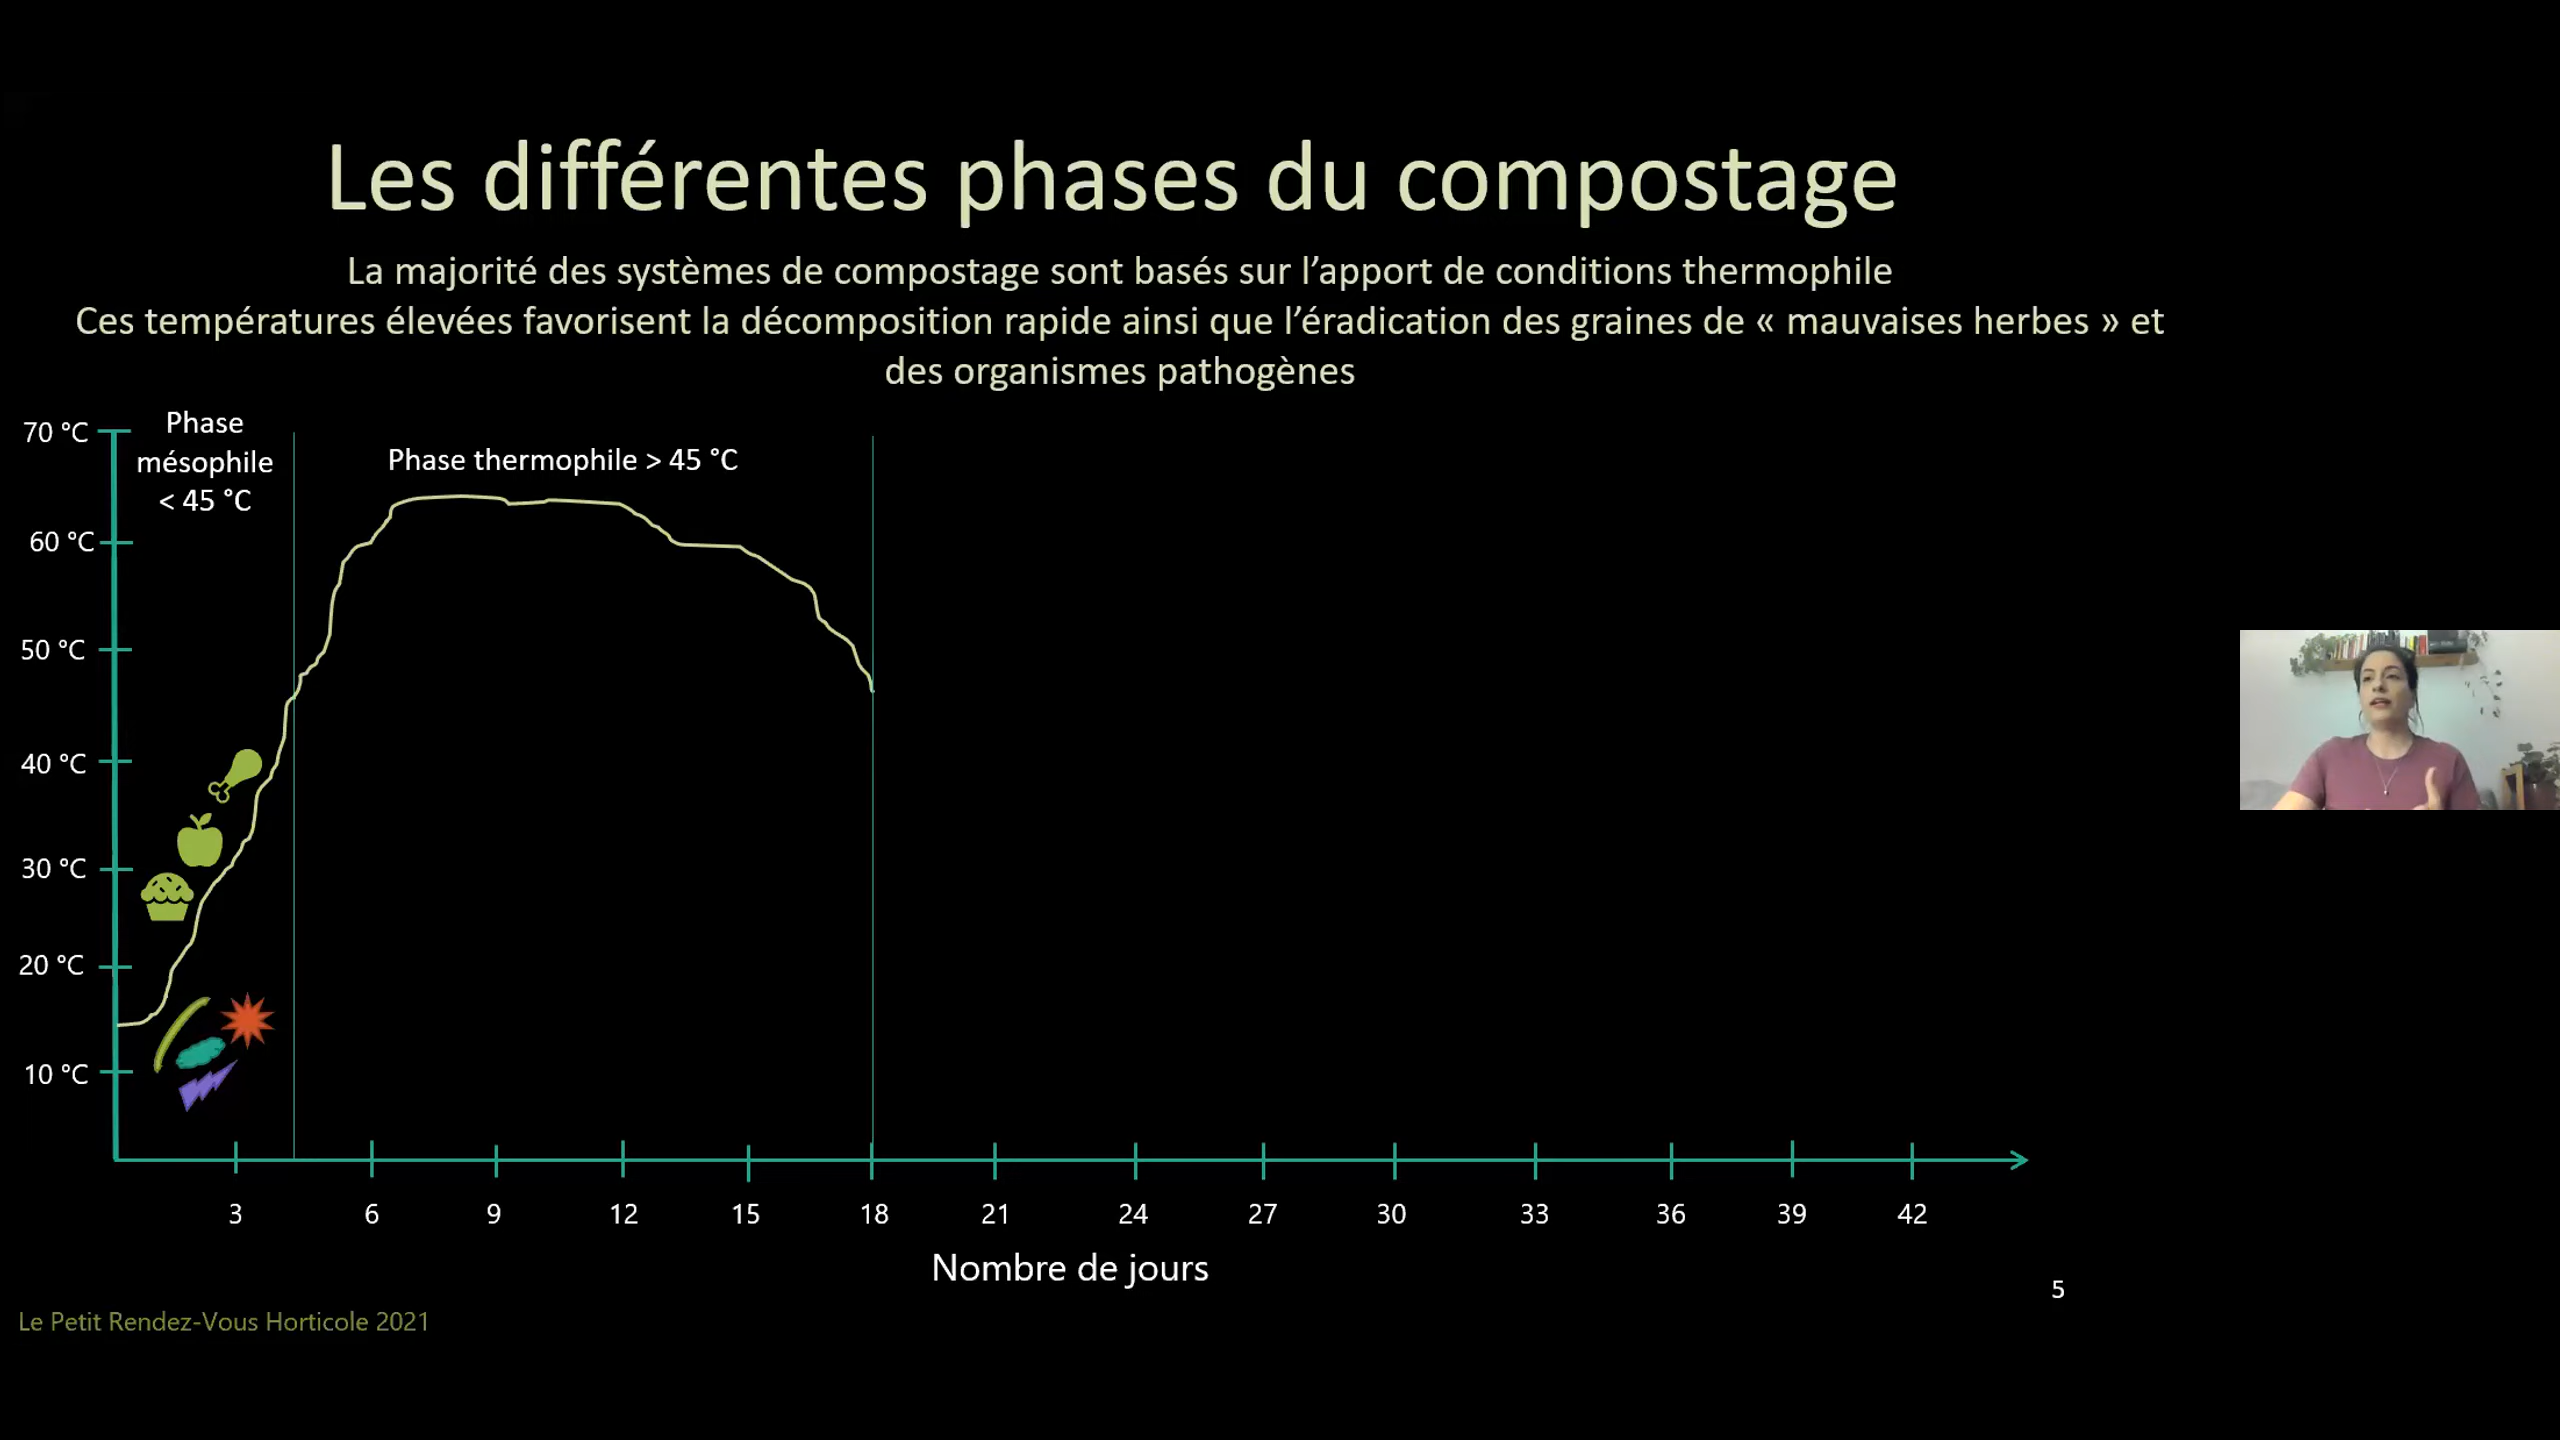 Les différentes phases du compostage
La majorité des systèmes de compostage sont basés sur l’apport de conditions thermophile
Ces températures élevées favorisent la décomposition rapide ainsi que l’éradication des graines de « mauvaises herbes » et
des organismes pathogènes
Phase
mésophile
< 45 °C
Phase thermophile > 45 °C
70 °C
60 °C
50 °C
40 °C
30 °C
20 °C
10 °C
3 6 9 12 15 18 21 24 27 30 33 36 39 42
Nombre de jours
5
Le Petit Rendez-Vous Horticole 2021